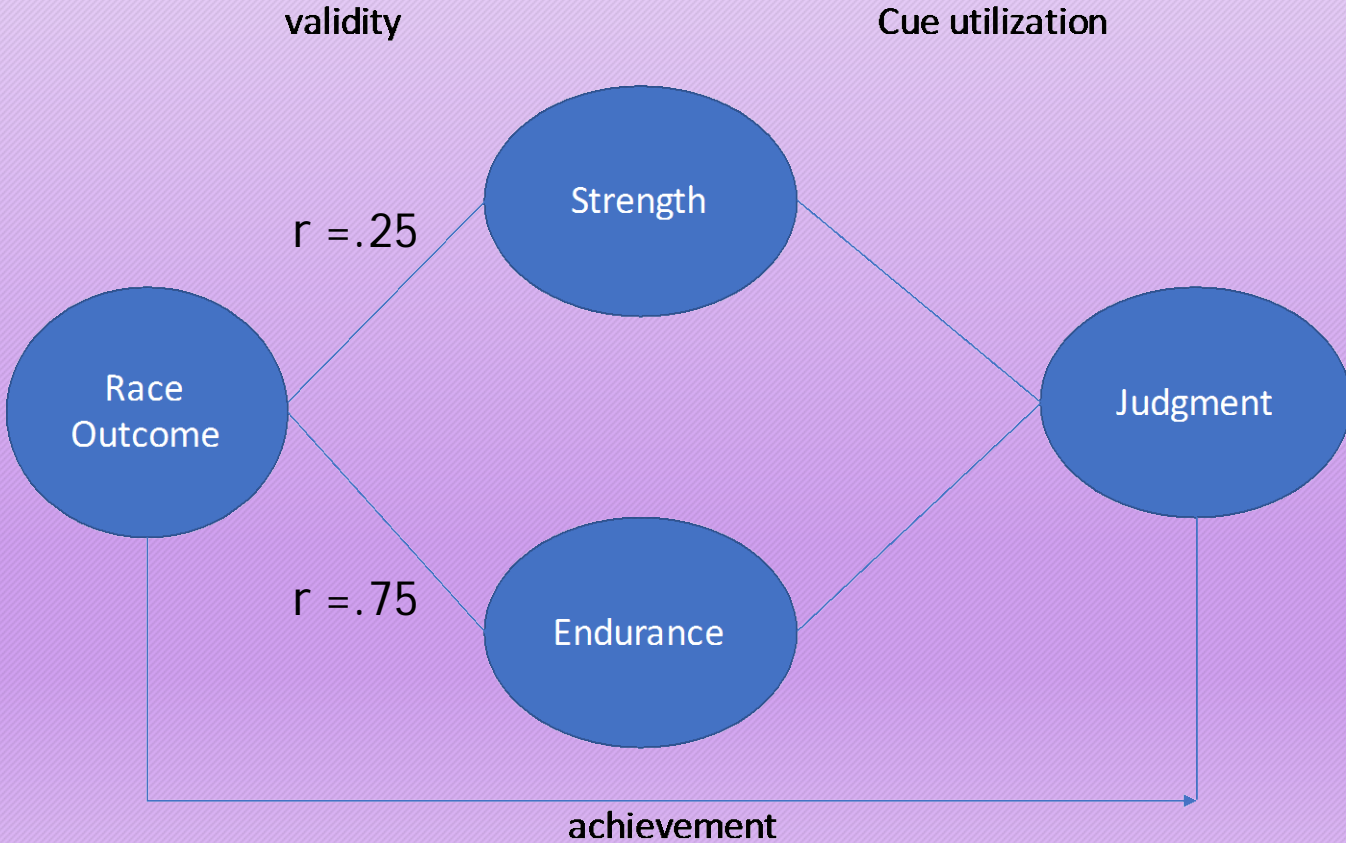 validity
Cue utilization
Strength
r =.25
Race
Outcome
Judgment
r =.75
Endurance
achievement